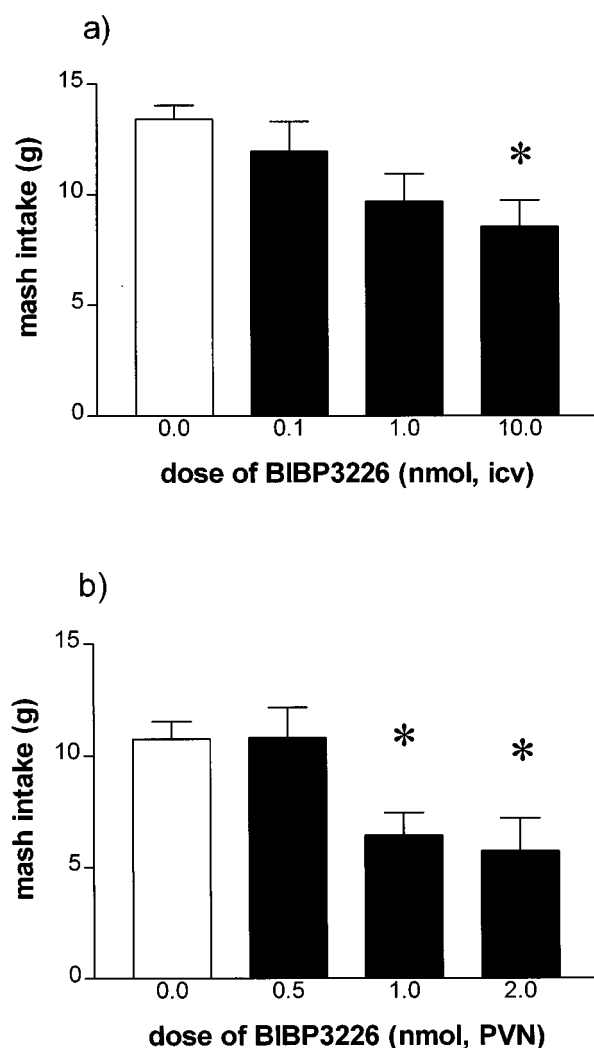 a)
15
10
5
0
mash intake (g)
*
0.0 0.1 1.0 10.0
dose of BIBP3226 (nmol, icv)
b)
15
10
5
0
mash intake (g)
* *
0.0 0.5 1.0 2.0
dose of BIBP3226 (nmol, PVN)